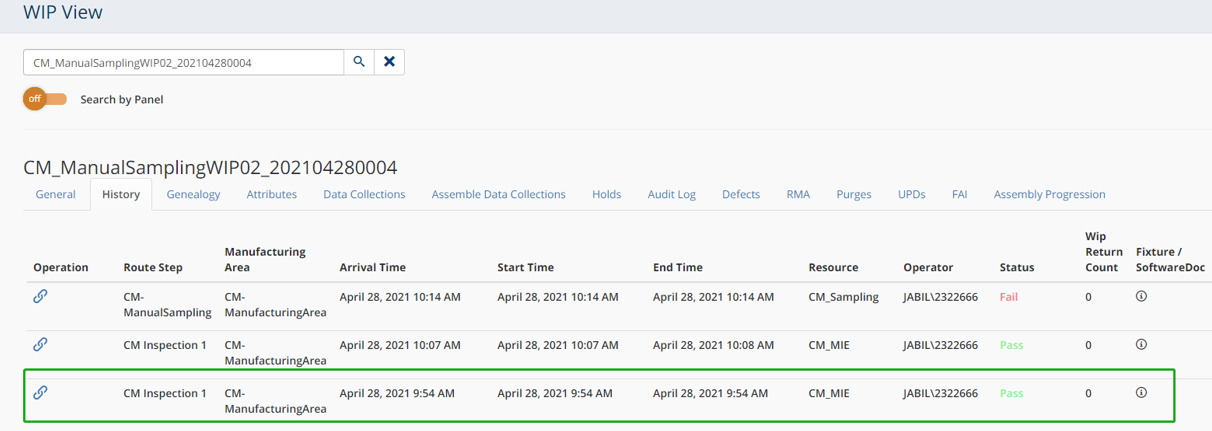 WIP View
CM_ManualSamplingWIP02_202104280004
off Search by Panel
CM_ManualSamplingWIP02_202104280004
General History Genealogy Attributes Data Collections Assemble Data Collections Holds Audit Log Defects RMA Purges UPDs FAI Assembly Progression
Operation Route Step Manufacturing Area Arrival Time Start Time End Time Resource Operator Status Wip Return Count Fixture / SoftwareDoc
CM-ManualSampling CM-ManufacturingArea April 28, 2021 10:14 AM April 28, 2021 10:14 AM April 28, 2021 10:14 AM CM_Sampling JABIL\2322666 Fail 0
CM Inspection 1 CM-ManufacturingArea April 28, 2021 10:07 AM April 28, 2021 10:07 AM April 28, 2021 10:08 AM CM_MIE JABIL\2322666 Pass 0
CM Inspection 1 CM-ManufacturingArea April 28, 2021 9:54 AM April 28, 2021 9:54 AM April 28, 2021 9:54 AM CM_MIE JABIL\2322666 Pass 0